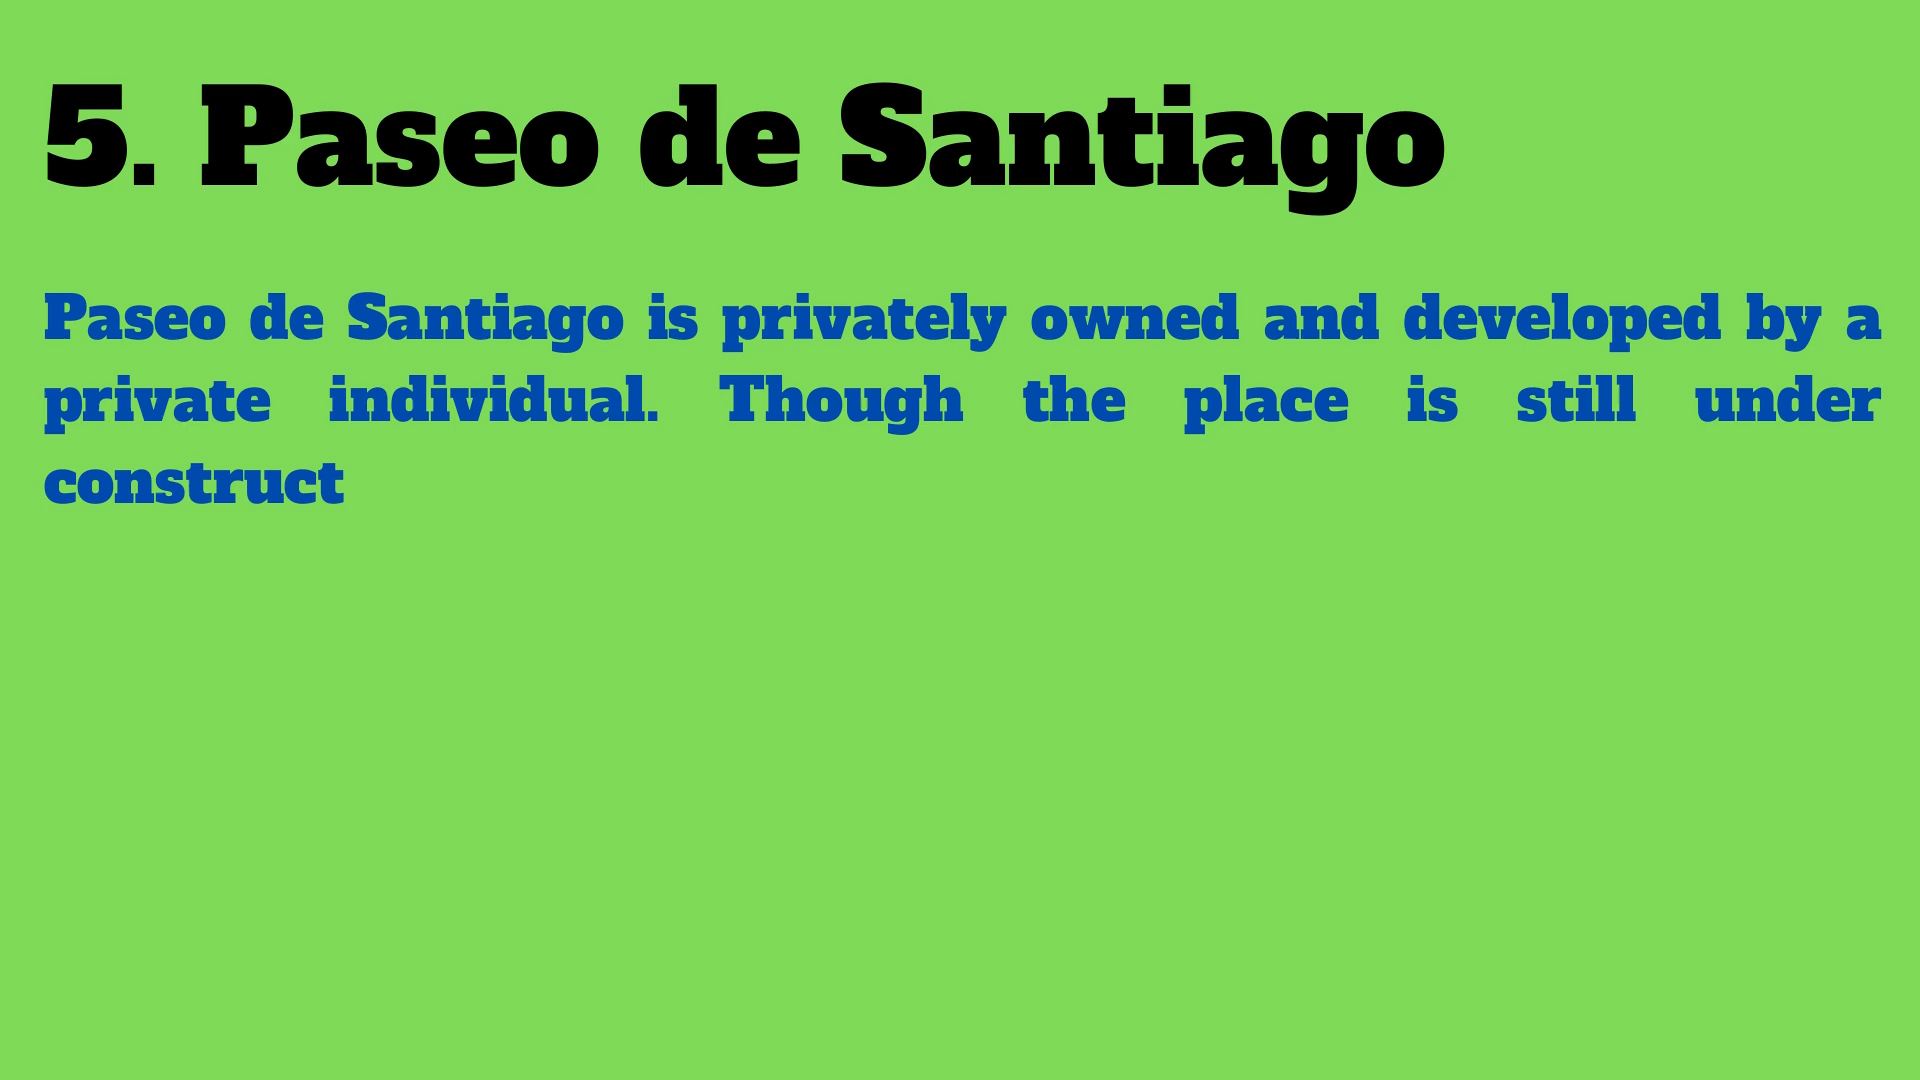 5. Paseo de Santiago
Paseo de Santiago is privately owned and developed by a
private individual. Though the place is still under
construct